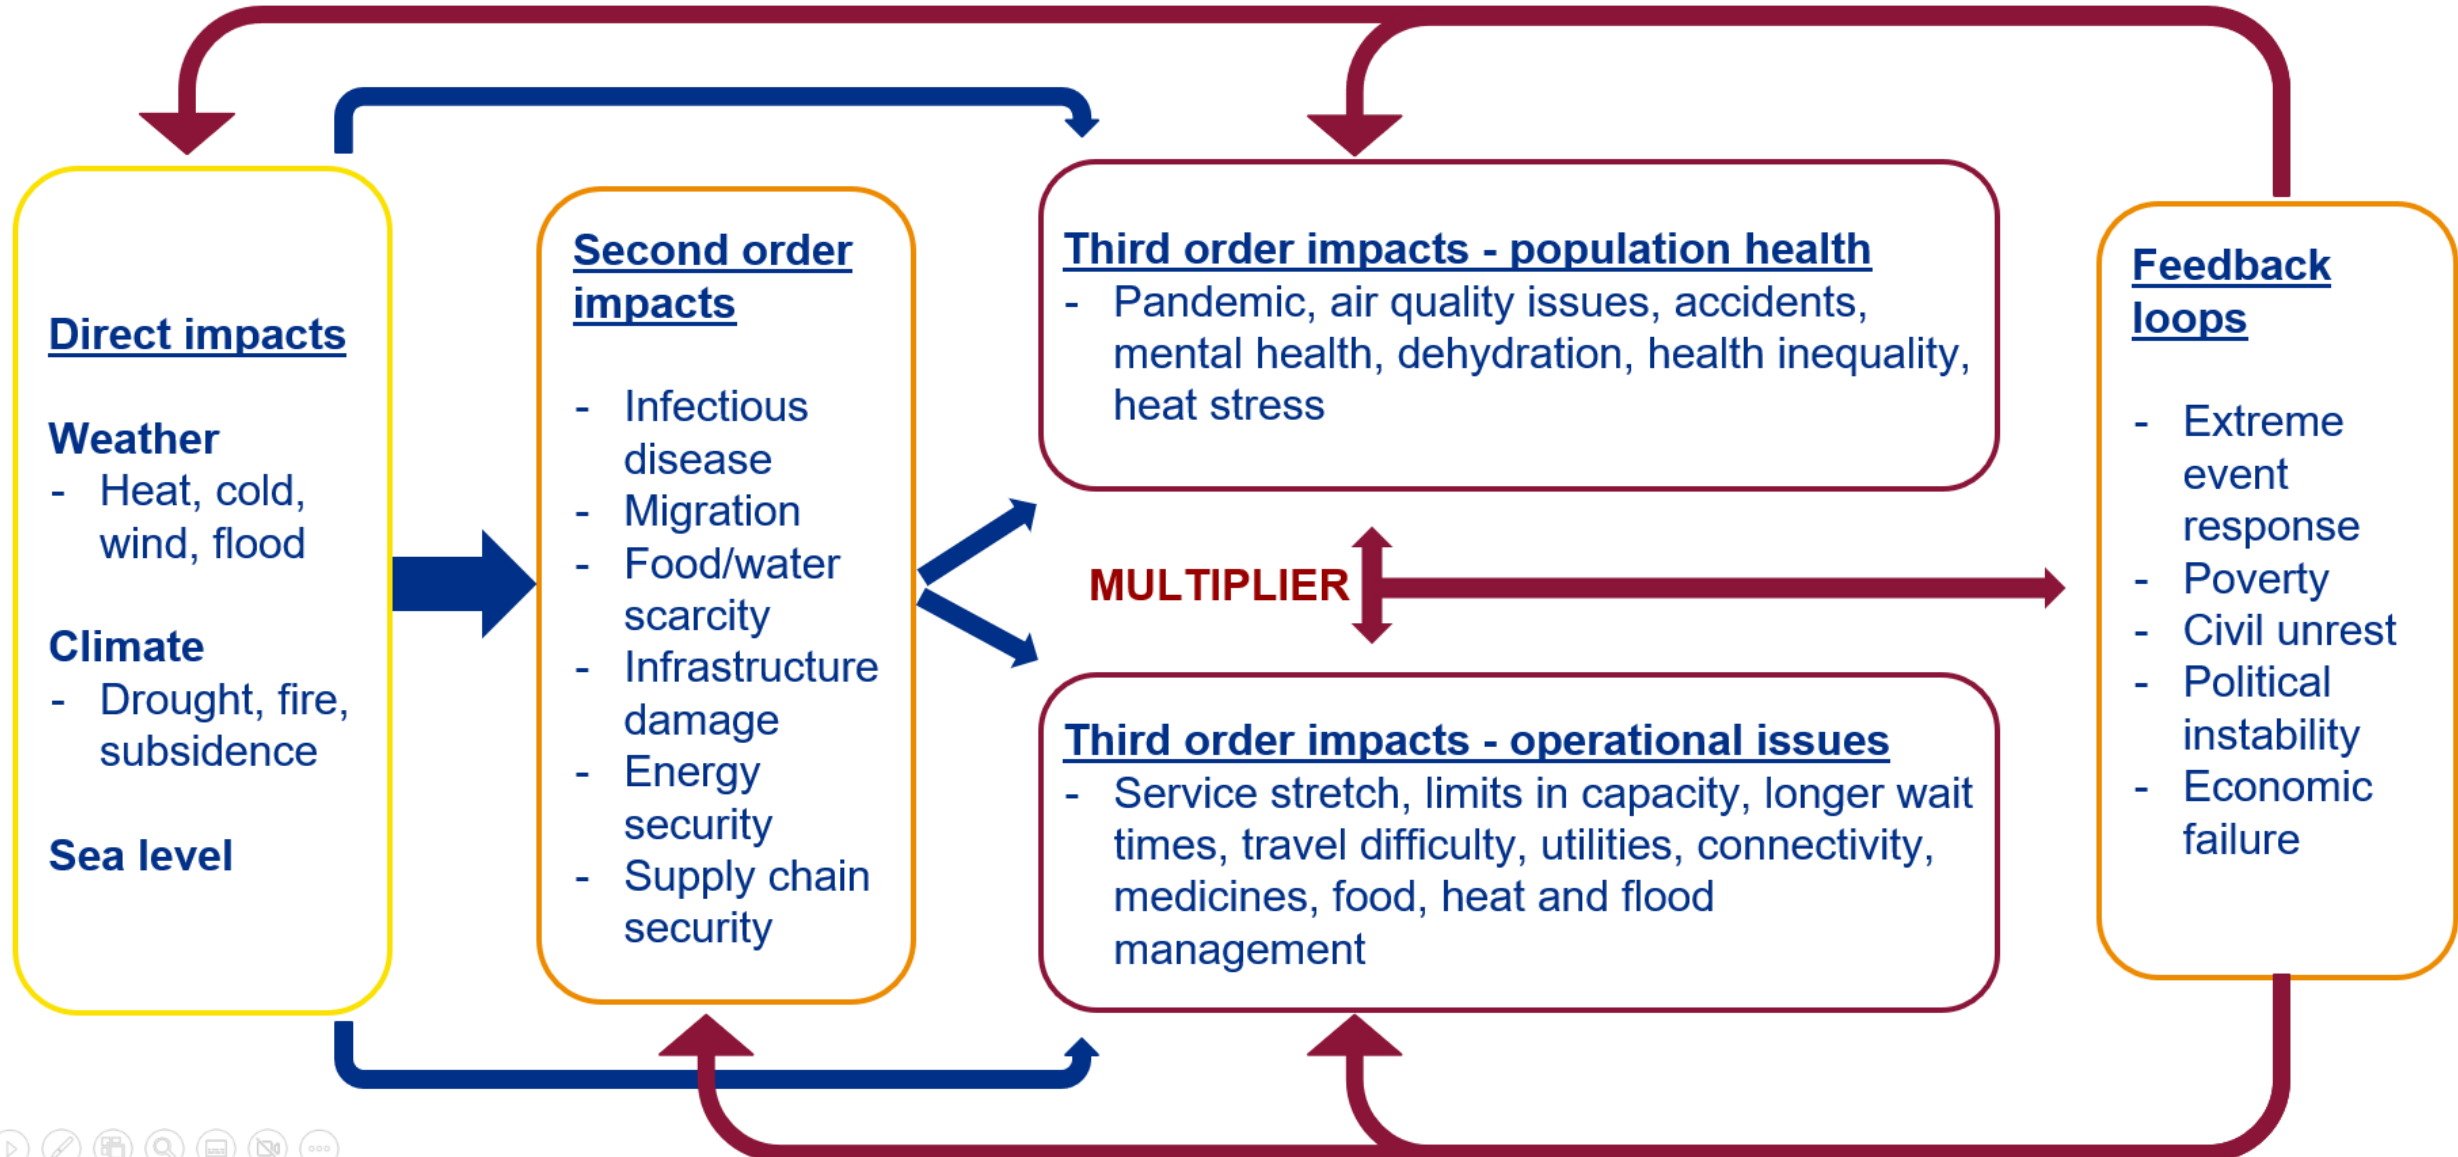 Direct impacts
Weather
- Heat, cold,
wind, flood
Climate
- Drought, fire,
subsidence
Sea level
Second order
impacts
- Infectious
disease
- Migration
- Food/water
scarcity
- Infrastructure
damage
- Energy
security
- Supply chain
security
Third order impacts - population health
- Pandemic, air quality issues, accidents,
mental health, dehydration, health inequality,
heat stress
MULTIPLIER
Third order impacts - operational issues
- Service stretch, limits in capacity, longer wait
times, travel difficulty, utilities, connectivity,
medicines, food, heat and flood
management
Feedback
loops
- Extreme
event
response
- Poverty
- Civil unrest
- Political
instability
- Economic
failure